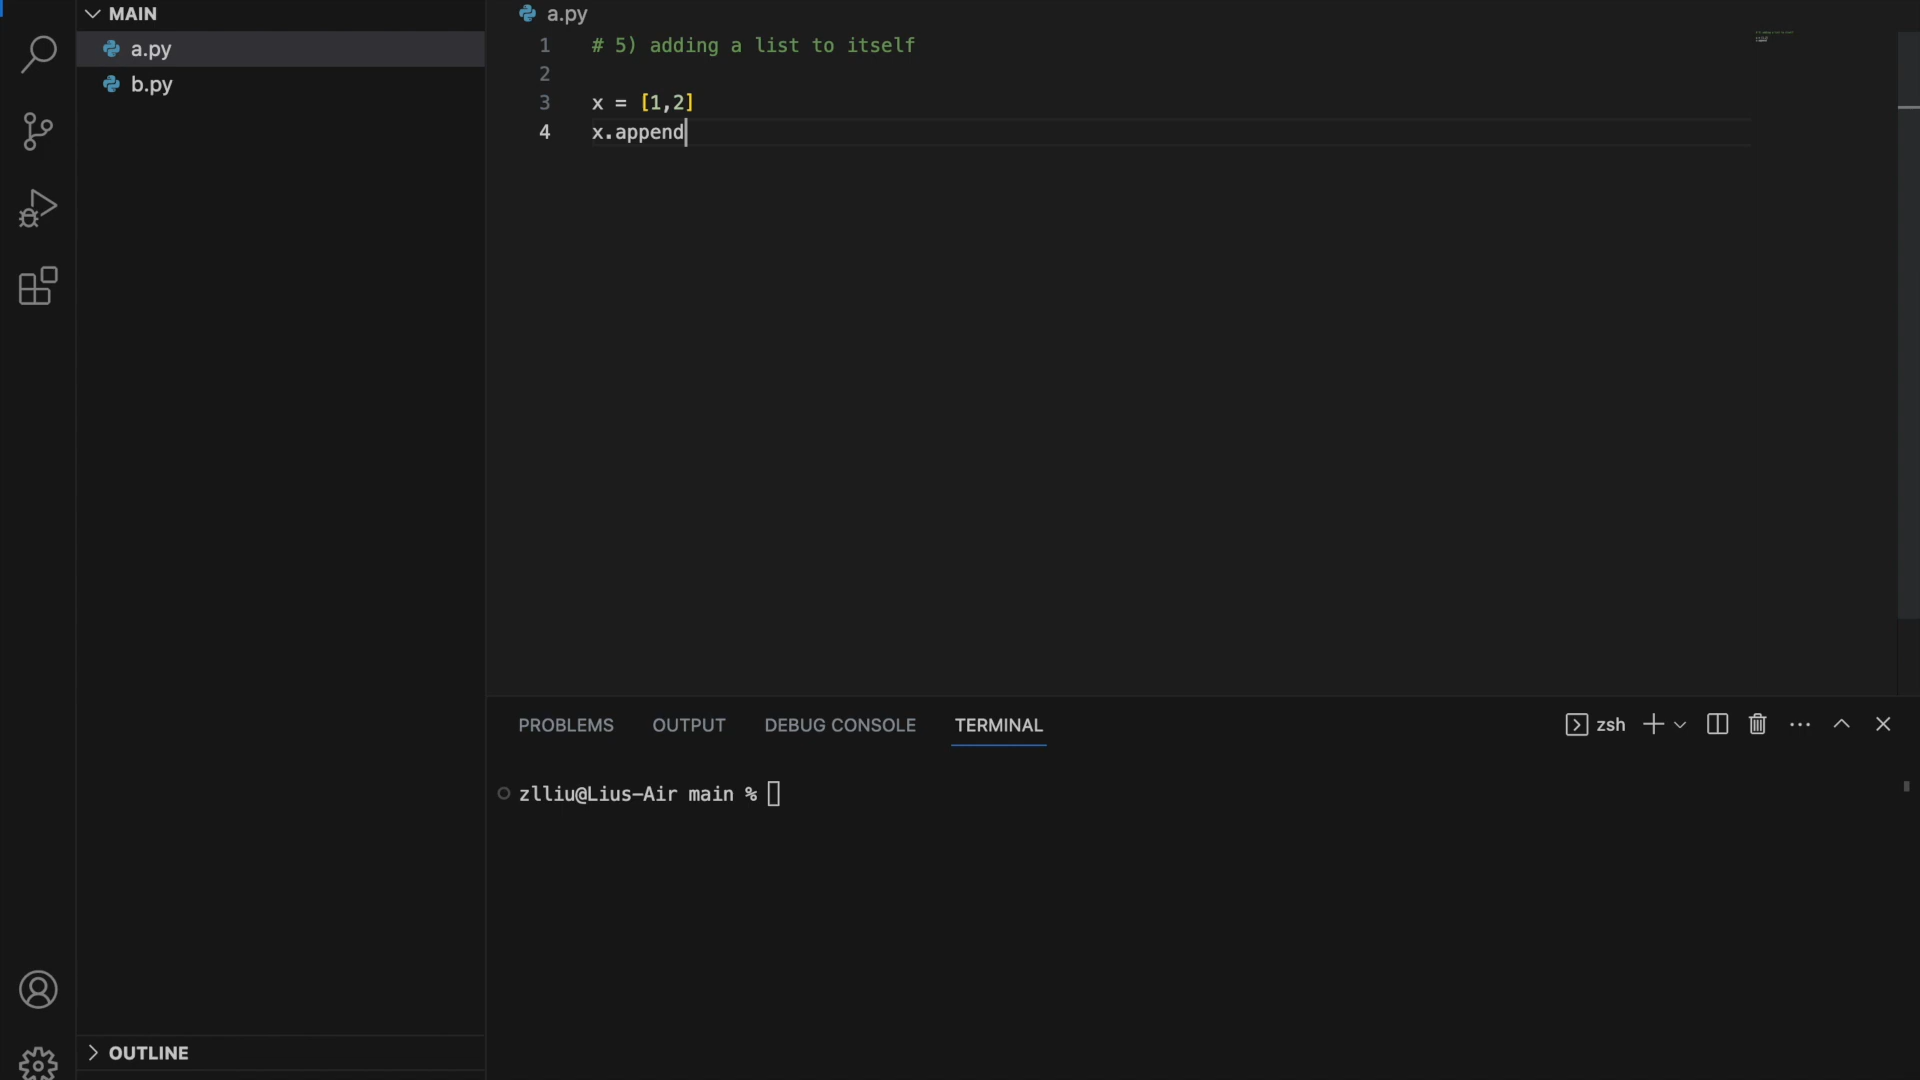 MAIN
a.py
b.py
OUTLINE
a.py
1 # 5) adding a list to itself
2
3 x = [1,2]
4 x.append
PROBLEMS OUTPUT DEBUG CONSOLE TERMINAL zsh
zlliu@Lius-Air main %